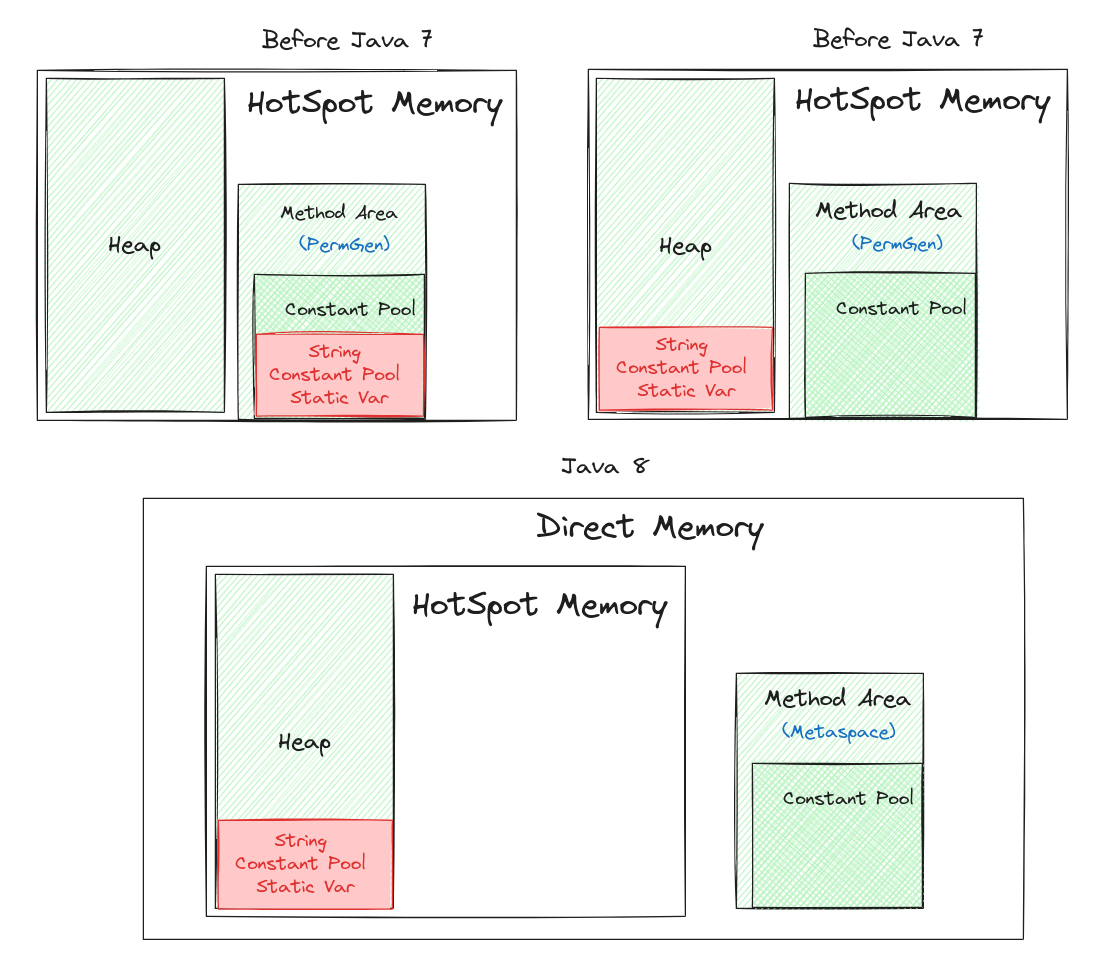 Before Java 7
HotSpot Memory
Heap
Method Area
(PermGen)
Constant Pool
String
Constant Pool
Static Var
Before Java 7
HotSpot Memory
Heap
Method Area
(PermGen)
Constant Pool
String
Constant Pool
Static Var
Java 8
Direct Memory
HotSpot Memory
Heap
Method Area
(Metaspace)
Constant Pool
String
Constant Pool
Static Var